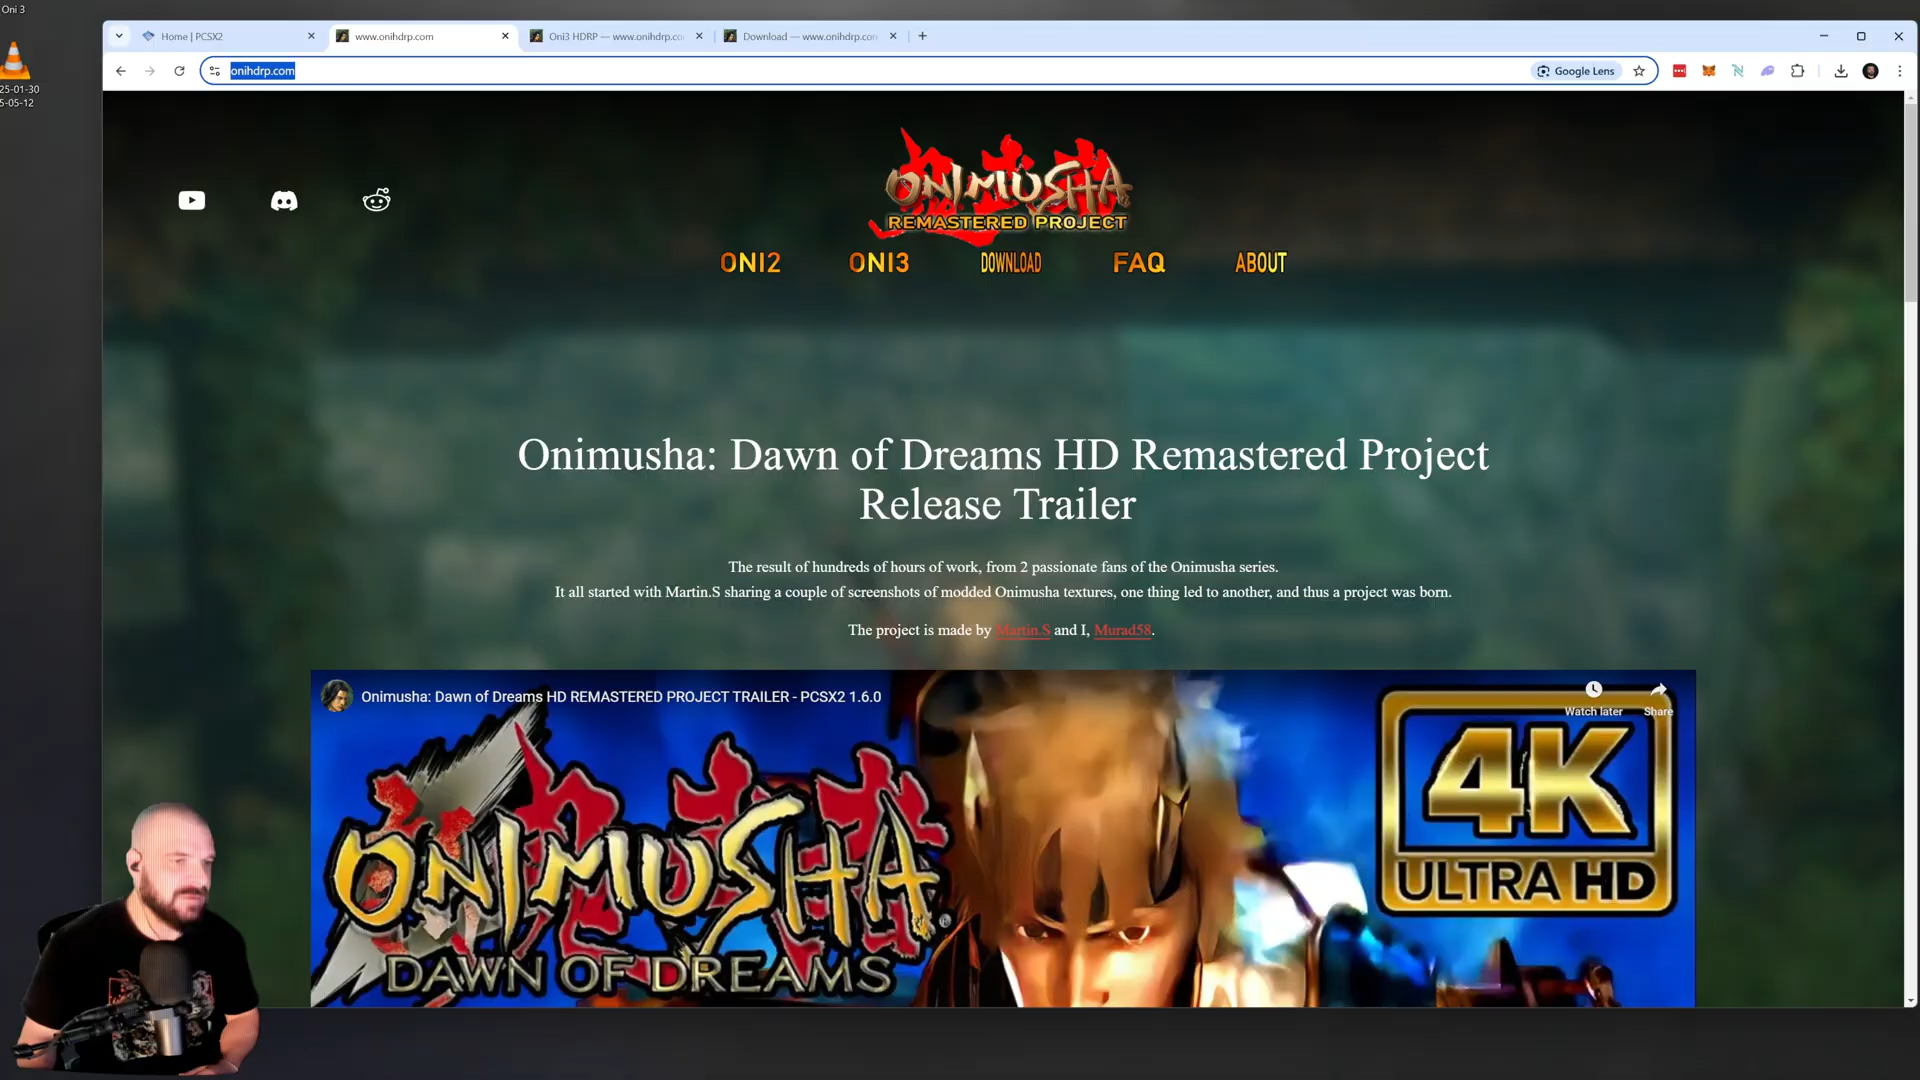 Oni 3
25-01-30
5-05-12
Home | PCSX2
www.onihdrp.com
Oni3 HDRP — www.onihdrp.co
Download — www.onihdrp.con
onihdrp.com
Google Lens
ONIMUSHA
REMASTERED PROJECT
ONI2
ONI3
DOWNLOAD
FAQ
ABOUT
Onimusha: Dawn of Dreams HD Remastered Project
Release Trailer
The result of hundreds of hours of work, from 2 passionate fans of the Onimusha series.
It all started with Martin.S sharing a couple of screenshots of modded Onimusha textures, one thing led to another, and thus a project was born.
The project is made by Martin.S and I, Murad58.
Onimusha: Dawn of Dreams HD REMASTERED PROJECT TRAILER - PCSX2 1.6.0
Watch later
Share
ONIMUSHA
DAWN OF DREAMS
4K
ULTRA HD